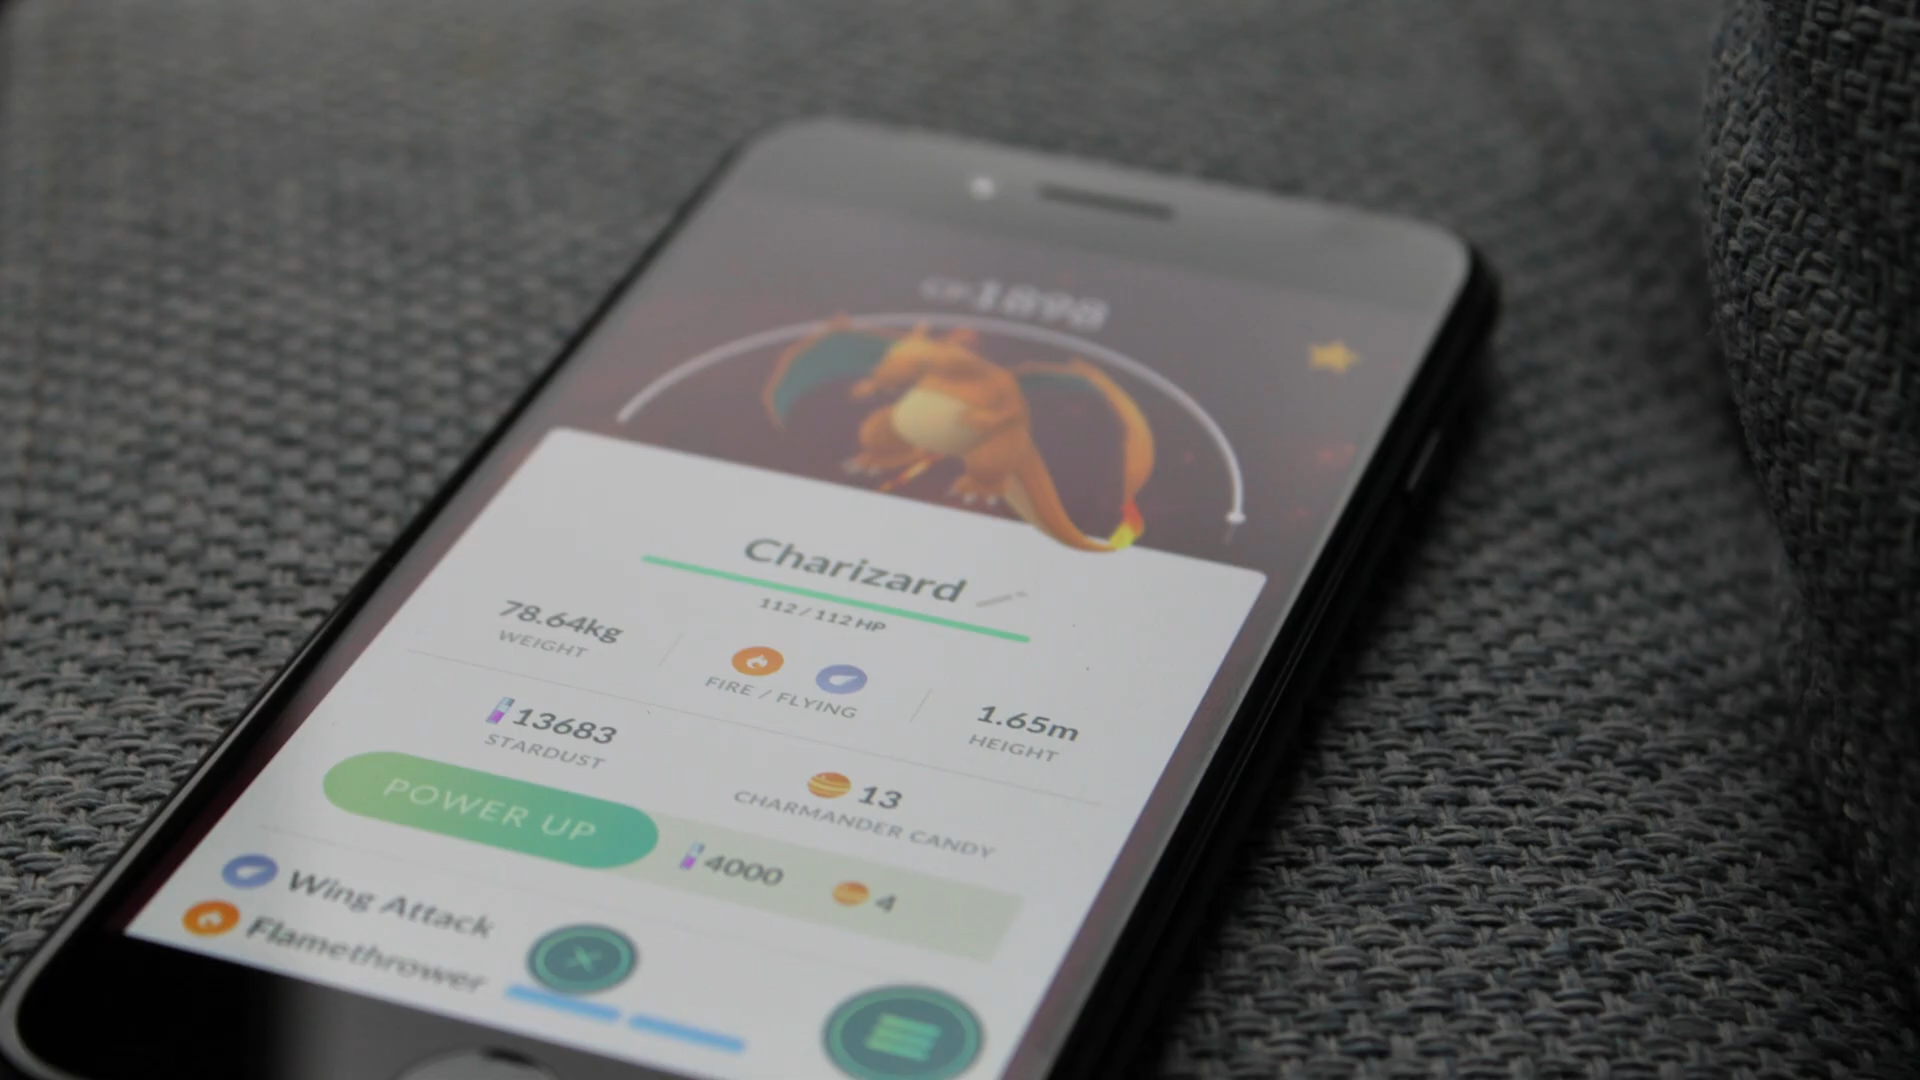 CP1898
Charizard
112 / 112 HP
78.64kg
WEIGHT
FIRE / FLYING
1.65m
HEIGHT
13683
STARDUST
13
CHARMANDER CANDY
POWER UP
4000
4
Wing Attack
Flamethrower